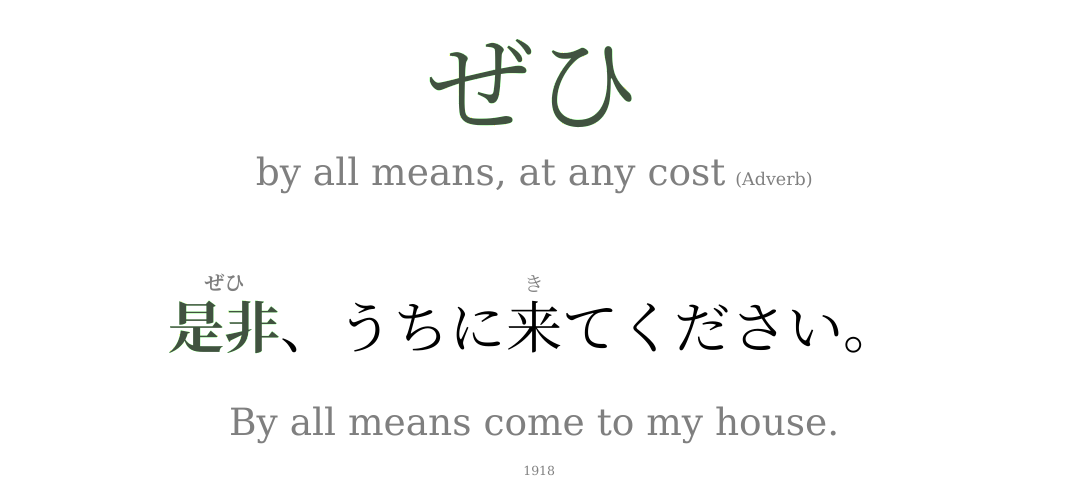 ぜひ
by all means, at any cost (Adverb)
ぜひ き
是非、うちに来てください。
By all means come to my house.
1918